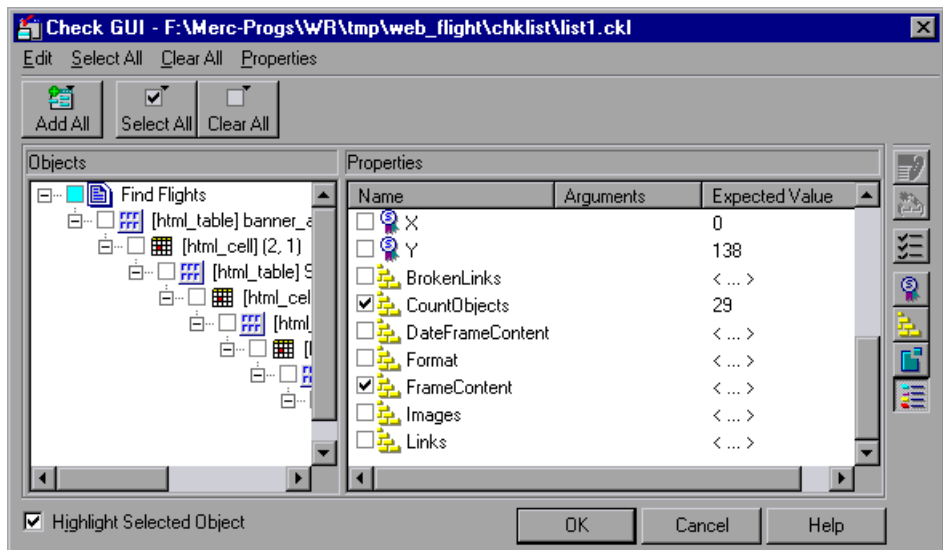 Check GUI - F:\Merc-Progs\WR\tmp\web_flight\chklist\list1.ckl
Edit Select All Clear All Properties
Add All Select All Clear All
Objects
Find Flights
[html_table] banner_a
[html_cell] (2, 1)
[html_table] S
[html_cel
[html_
[
Properties
Name Arguments Expected Value
X 0
Y 138
BrokenLinks < ... >
CountObjects 29
DateFrameContent < ... >
Format < ... >
FrameContent < ... >
Images < ... >
Links < ... >
Highlight Selected Object
OK Cancel Help